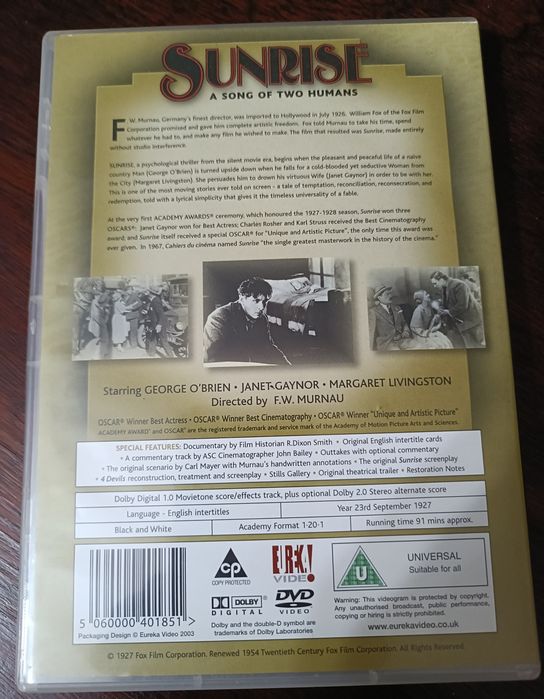 SUNRISE
A SONG OF TWO HUMANS
F. W. Murnau, Germany's finest director, was imported to Hollywood in July 1926. William Fox of the Fox Film
Corporation promised and gave him complete artistic freedom. Fox told Murnau to take his time, spend
whatever he had to, and make any film he wished to make. The film that resulted was Sunrise, made entirely
without studio interference.
SUNRISE, a psychological thriller from the silent movie era, begins when the pleasant and peaceful life of a naive
country Man (George O'Brien) is turned upside down when he falls for a cold-blooded yet seductive Woman from
the City (Margaret Livingston). She persuades him to drown his virtuous Wife (Janet Gaynor) in order to be with her.
This is one of the most moving stories ever told on screen - a tale of temptation, reconciliation, reconsecration, and
redemption, told with a lyrical simplicity that gives it the timeless universality of a fable.
At the very first ACADEMY AWARDS® ceremony, which honoured the 1927-1928 season, Sunrise won three
OSCARS®: Janet Gaynor won for Best Actress; Charles Rosher and Karl Struss received the Best Cinematography
award; and Sunrise itself received a special OSCAR® for "Unique and Artistic Picture", the only time this award was
ever given. In 1967, Cahiers du cinéma named Sunrise "the single greatest masterwork in the history of the cinema."
Starring GEORGE O'BRIEN • JANET GAYNOR • MARGARET LIVINGSTON
Directed by F.W. MURNAU
OSCAR® Winner Best Actress • OSCAR® Winner Best Cinematography • OSCAR® Winner "Unique and Artistic Picture"
ACADEMY AWARD® and OSCAR® are the registered trademark and service mark of the Academy of Motion Picture Arts and Sciences.
SPECIAL FEATURES: Documentary by Film Historian R.Dixon Smith • Original English intertitle cards
• A commentary track by ASC Cinematographer John Bailey • Outtakes with optional commentary
• The original scenario by Carl Mayer with Murnau's handwritten annotations • The original Sunrise screenplay
• 4 Devils reconstruction, treatment and screenplay • Stills Gallery • Original theatrical trailer • Restoration Notes
Dolby Digital 1.0 Movietone score/effects track, plus optional Dolby 2.0 Stereo alternate score
Language - English intertitles
Year 23rd September 1927
Black and White
Academy Format 1·20·1
Running time 91 mins approx.
5 060000 401851 >
Packaging Design © Eureka Video 2003
CP
COPY PROTECTED
EUREKA!
VIDEO
DOLBY
DIGITAL
DVD
VIDEO
Dolby and the double-D symbol are
trademarks of Dolby Laboratories
U
UNIVERSAL
Suitable for all
Warning: This videogram is protected by copyright.
Any unauthorised broadcast, public performance,
copying or hiring is strictly prohibited.
www.eurekavideo.co.uk
© 1927 Fox Film Corporation. Renewed 1954 Twentieth Century Fox Film Corporation. All Rights Reserved.